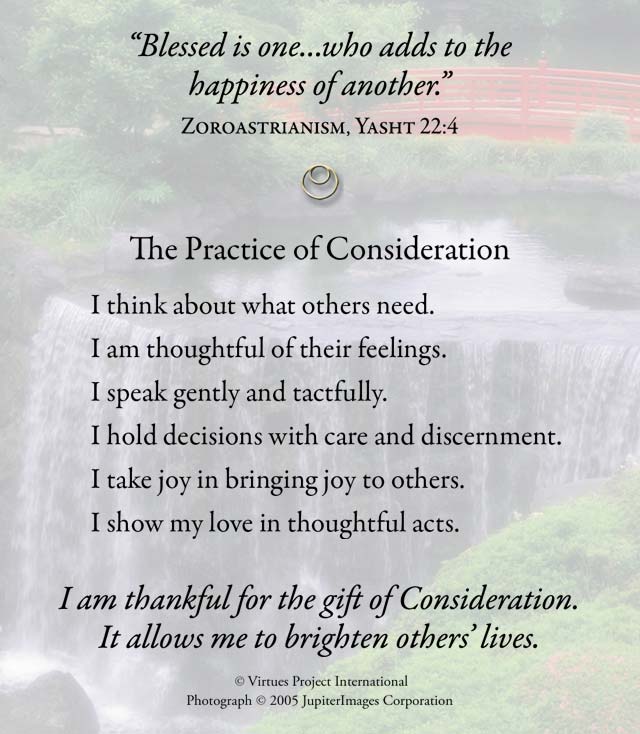 “Blessed is one...who adds to the
happiness of another.”
Zoroastrianism, Yasht 22:4
The Practice of Consideration
I think about what others need.
I am thoughtful of their feelings.
I speak gently and tactfully.
I hold decisions with care and discernment.
I take joy in bringing joy to others.
I show my love in thoughtful acts.
I am thankful for the gift of Consideration.
It allows me to brighten others’ lives.
© Virtues Project International
Photograph © 2005 JupiterImages Corporation